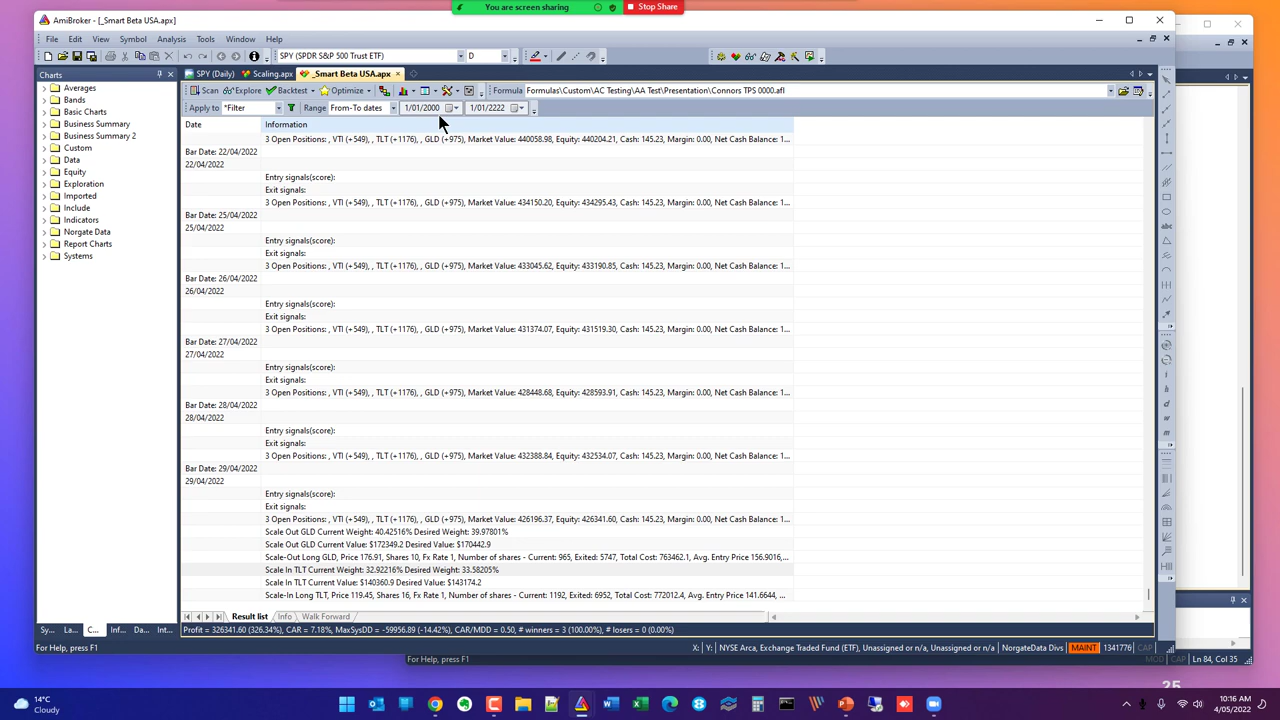 You are screen sharing
Stop Share
AmiBroker - [_Smart Beta USA.apx]
File Edit View Symbol Analysis Tools Window Help
SPY (SPDR S&P 500 Trust ETF) D
Charts
SPY (Daily) Scaling.apx _Smart Beta USA.apx
Scan Explore Backtest Optimize Formula Formulas\Custom\AC Testing\AA Test\Presentation\Connors TPS 0000.afl
Apply to *Filter Range From-To dates 1/01/2000 1/01/2222
Averages
Bands
Basic Charts
Business Summary
Business Summary 2
Custom
Data
Equity
Exploration
Imported
Include
Indicators
Norgate Data
Report Charts
Systems
Date Information
3 Open Positions: , VTI (+549), , TLT (+1176), , GLD (+975), Market Value: 440058.98, Equity: 440204.21, Cash: 145.23, Margin: 0.00, Net Cash Balance: 1...
Bar Date: 22/04/2022
22/04/2022
Entry signals(score):
Exit signals:
3 Open Positions: , VTI (+549), , TLT (+1176), , GLD (+975), Market Value: 434150.20, Equity: 434295.43, Cash: 145.23, Margin: 0.00, Net Cash Balance: 1...
Bar Date: 25/04/2022
25/04/2022
Entry signals(score):
Exit signals:
3 Open Positions: , VTI (+549), , TLT (+1176), , GLD (+975), Market Value: 433045.62, Equity: 433190.85, Cash: 145.23, Margin: 0.00, Net Cash Balance: 1...
Bar Date: 26/04/2022
26/04/2022
Entry signals(score):
Exit signals:
3 Open Positions: , VTI (+549), , TLT (+1176), , GLD (+975), Market Value: 431374.07, Equity: 431519.30, Cash: 145.23, Margin: 0.00, Net Cash Balance: 1...
Bar Date: 27/04/2022
27/04/2022
Entry signals(score):
Exit signals:
3 Open Positions: , VTI (+549), , TLT (+1176), , GLD (+975), Market Value: 428448.68, Equity: 428593.91, Cash: 145.23, Margin: 0.00, Net Cash Balance: 1...
Bar Date: 28/04/2022
28/04/2022
Entry signals(score):
Exit signals:
3 Open Positions: , VTI (+549), , TLT (+1176), , GLD (+975), Market Value: 432388.84, Equity: 432534.07, Cash: 145.23, Margin: 0.00, Net Cash Balance: 1...
Bar Date: 29/04/2022
29/04/2022
Entry signals(score):
Exit signals:
3 Open Positions: , VTI (+549), , TLT (+1176), , GLD (+975), Market Value: 426196.37, Equity: 426341.60, Cash: 145.23, Margin: 0.00, Net Cash Balance: 1...
Scale Out GLD Current Weight: 40.42516% Desired Weight: 39.97801%
Scale Out GLD Current Value: $172349.2 Desired Value: $170442.9
Scale-Out Long GLD, Price 176.91, Shares 10, Fx Rate 1, Number of shares - Current: 965, Exited: 5747, Total Cost: 763462.1, Avg. Entry Price 156.9016,...
Scale In TLT Current Weight: 32.92216% Desired Weight: 33.58205%
Scale In TLT Current Value: $140360.9 Desired Value: $143174.2
Scale-In Long TLT, Price 119.45, Shares 16, Fx Rate 1, Number of shares - Current: 1192, Exited: 6952, Total Cost: 772012.4, Avg. Entry Price 141.6644, ...
Result list Info Walk Forward
Sy... La... C... Inf... Da... Int...
Profit = 326341.60 (326.34%), CAR = 7.18%, MaxSysDD = -59956.89 (-14.42%), CAR/MDD = 0.50, # winners = 3 (100.00%), # losers = 0 (0.00%)
For Help, press F1
X: Y: NYSE Arca, Exchange Traded Fund (ETF), Unassigned or n/a, Unassigned or n/a, Unassigned or n/a, NorgateData Divs MAINT 1341776 CAP
For Help, press F1
MOD CAP Ln 84, Col 35
25
14°C
Cloudy
10:16 AM
4/05/2022